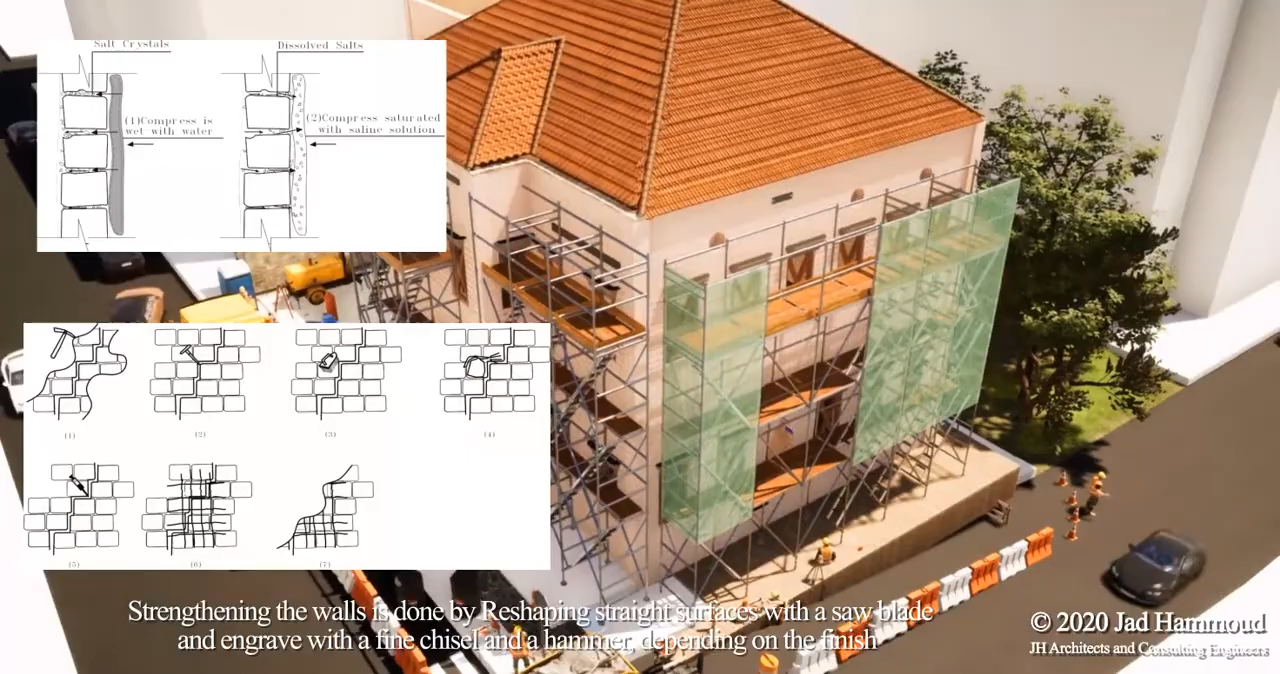 Salt Crystals
Dissolved Salts
(1)Compress is
wet with water
(2)Compress saturated
with saline solution
(1)
(2)
(3)
(4)
(5)
(6)
(7)
Strengthening the walls is done by Reshaping straight surfaces with a saw blade
and engrave with a fine chisel and a hammer, depending on the finish
© 2020 Jad Hammoud
JH Architects and Consulting Engineers